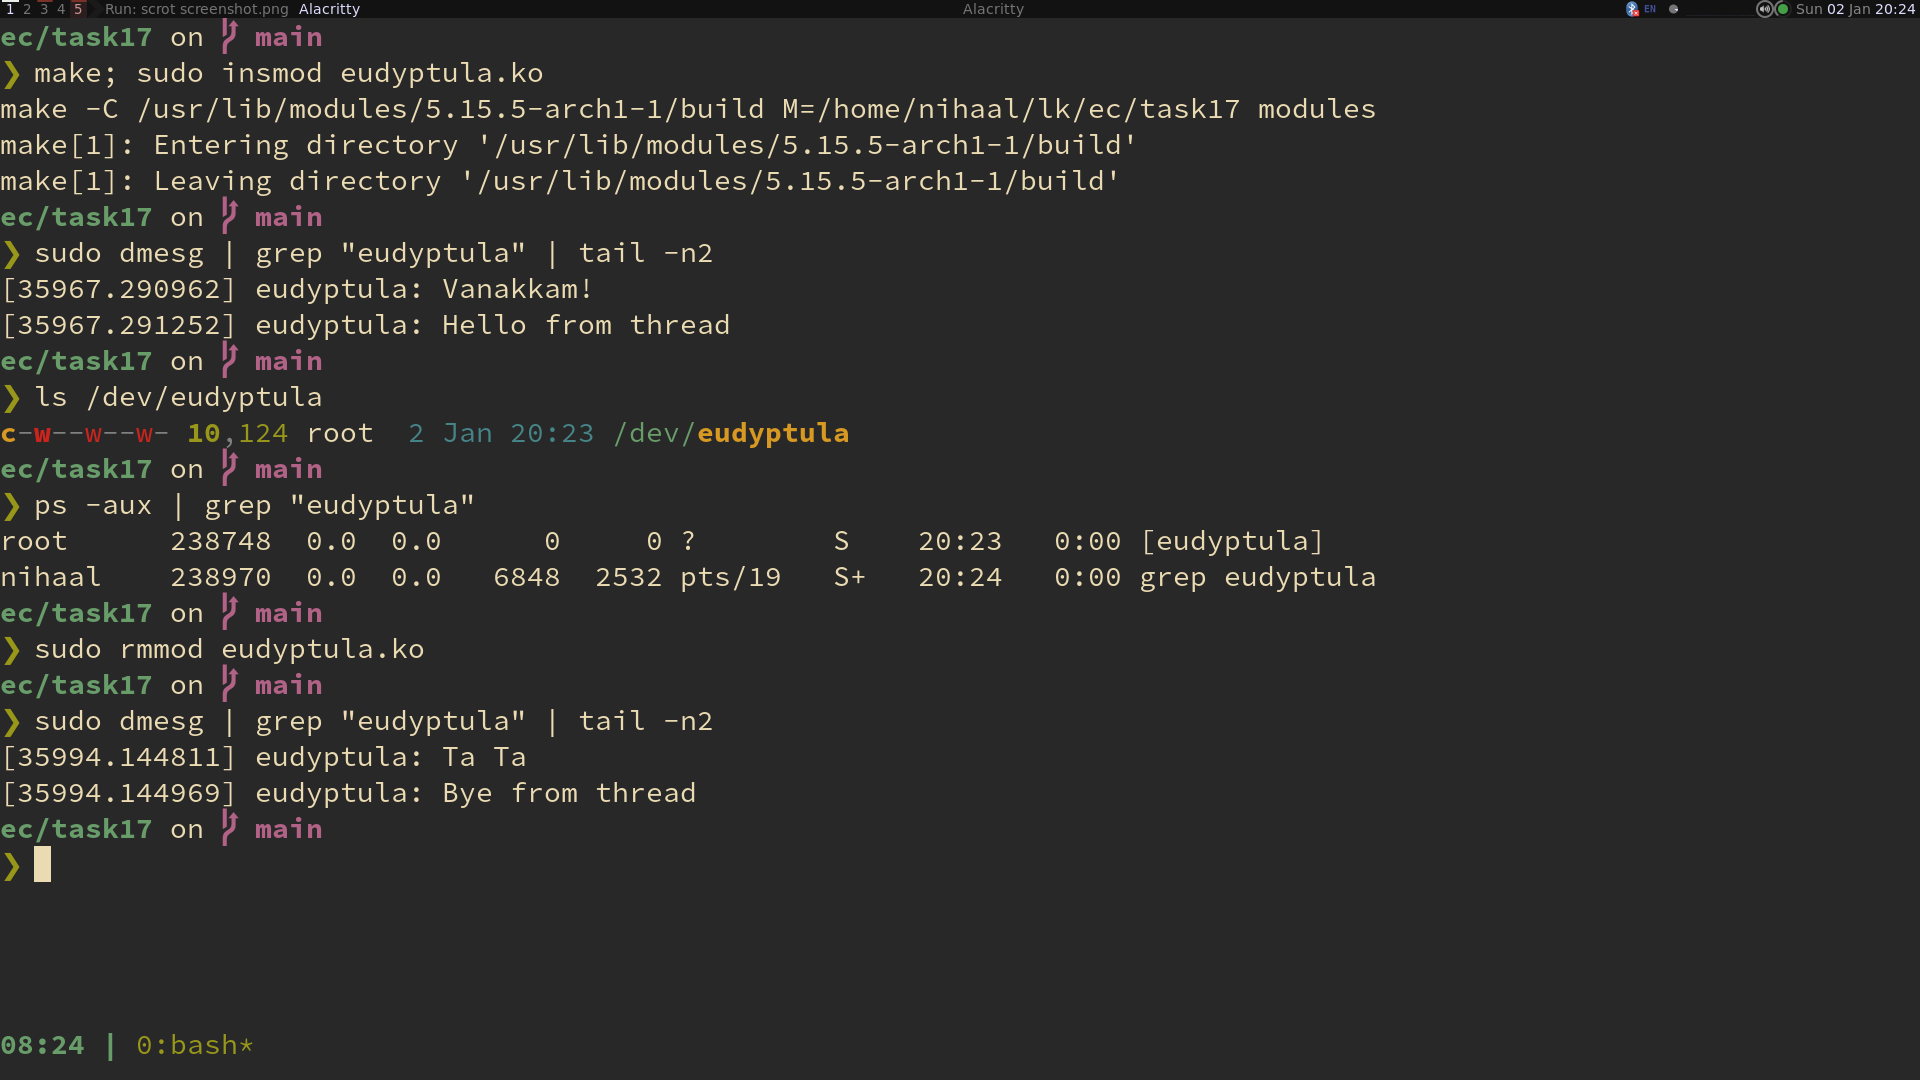 1 2 3 4 5 Run: scrot screenshot.png Alacritty Alacritty EN Sun 02 Jan 20:24
ec/task17 on main
❯ make; sudo insmod eudyptula.ko
make -C /usr/lib/modules/5.15.5-arch1-1/build M=/home/nihaal/lk/ec/task17 modules
make[1]: Entering directory '/usr/lib/modules/5.15.5-arch1-1/build'
make[1]: Leaving directory '/usr/lib/modules/5.15.5-arch1-1/build'
ec/task17 on main
❯ sudo dmesg | grep "eudyptula" | tail -n2
[35967.290962] eudyptula: Vanakkam!
[35967.291252] eudyptula: Hello from thread
ec/task17 on main
❯ ls /dev/eudyptula
c-w--w--w- 10,124 root  2 Jan 20:23 /dev/eudyptula
ec/task17 on main
❯ ps -aux | grep "eudyptula"
root      238748  0.0  0.0      0     0 ?        S    20:23   0:00 [eudyptula]
nihaal    238970  0.0  0.0   6848  2532 pts/19   S+   20:24   0:00 grep eudyptula
ec/task17 on main
❯ sudo rmmod eudyptula.ko
ec/task17 on main
❯ sudo dmesg | grep "eudyptula" | tail -n2
[35994.144811] eudyptula: Ta Ta
[35994.144969] eudyptula: Bye from thread
ec/task17 on main
❯
08:24 | 0:bash*